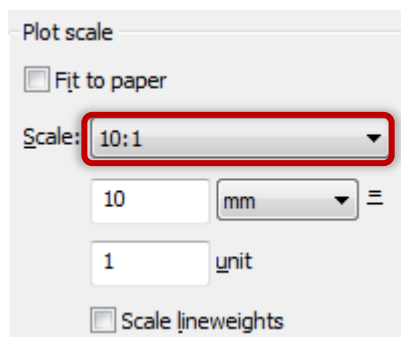 Plot scale
Fit to paper
Scale: 10:1
10 mm =
1 unit
Scale lineweights